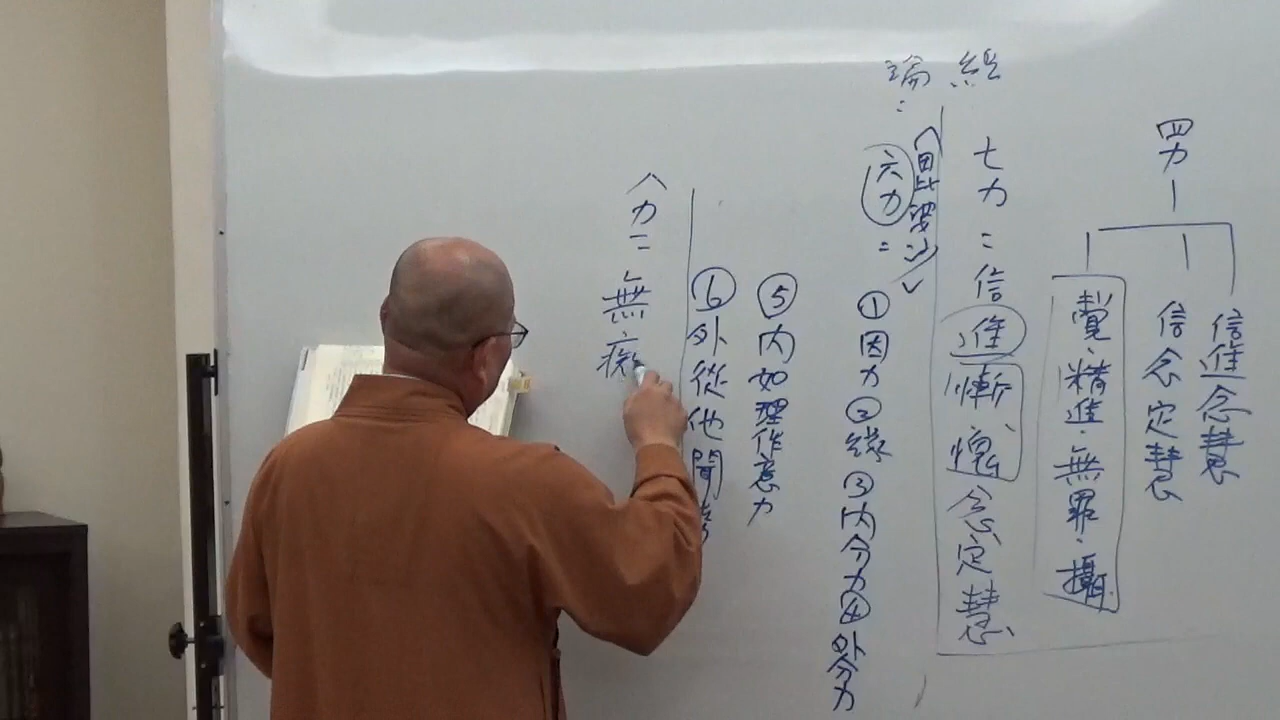 四力
信進念慧
信念定慧
覺.精進.無罪.攝
經
七力:信進慚愧念定慧
論:
(毘婆沙)
六力:①因力②緣③內分力④外分力
⑤內如理作意力
⑥外從他聞
八力:無癡